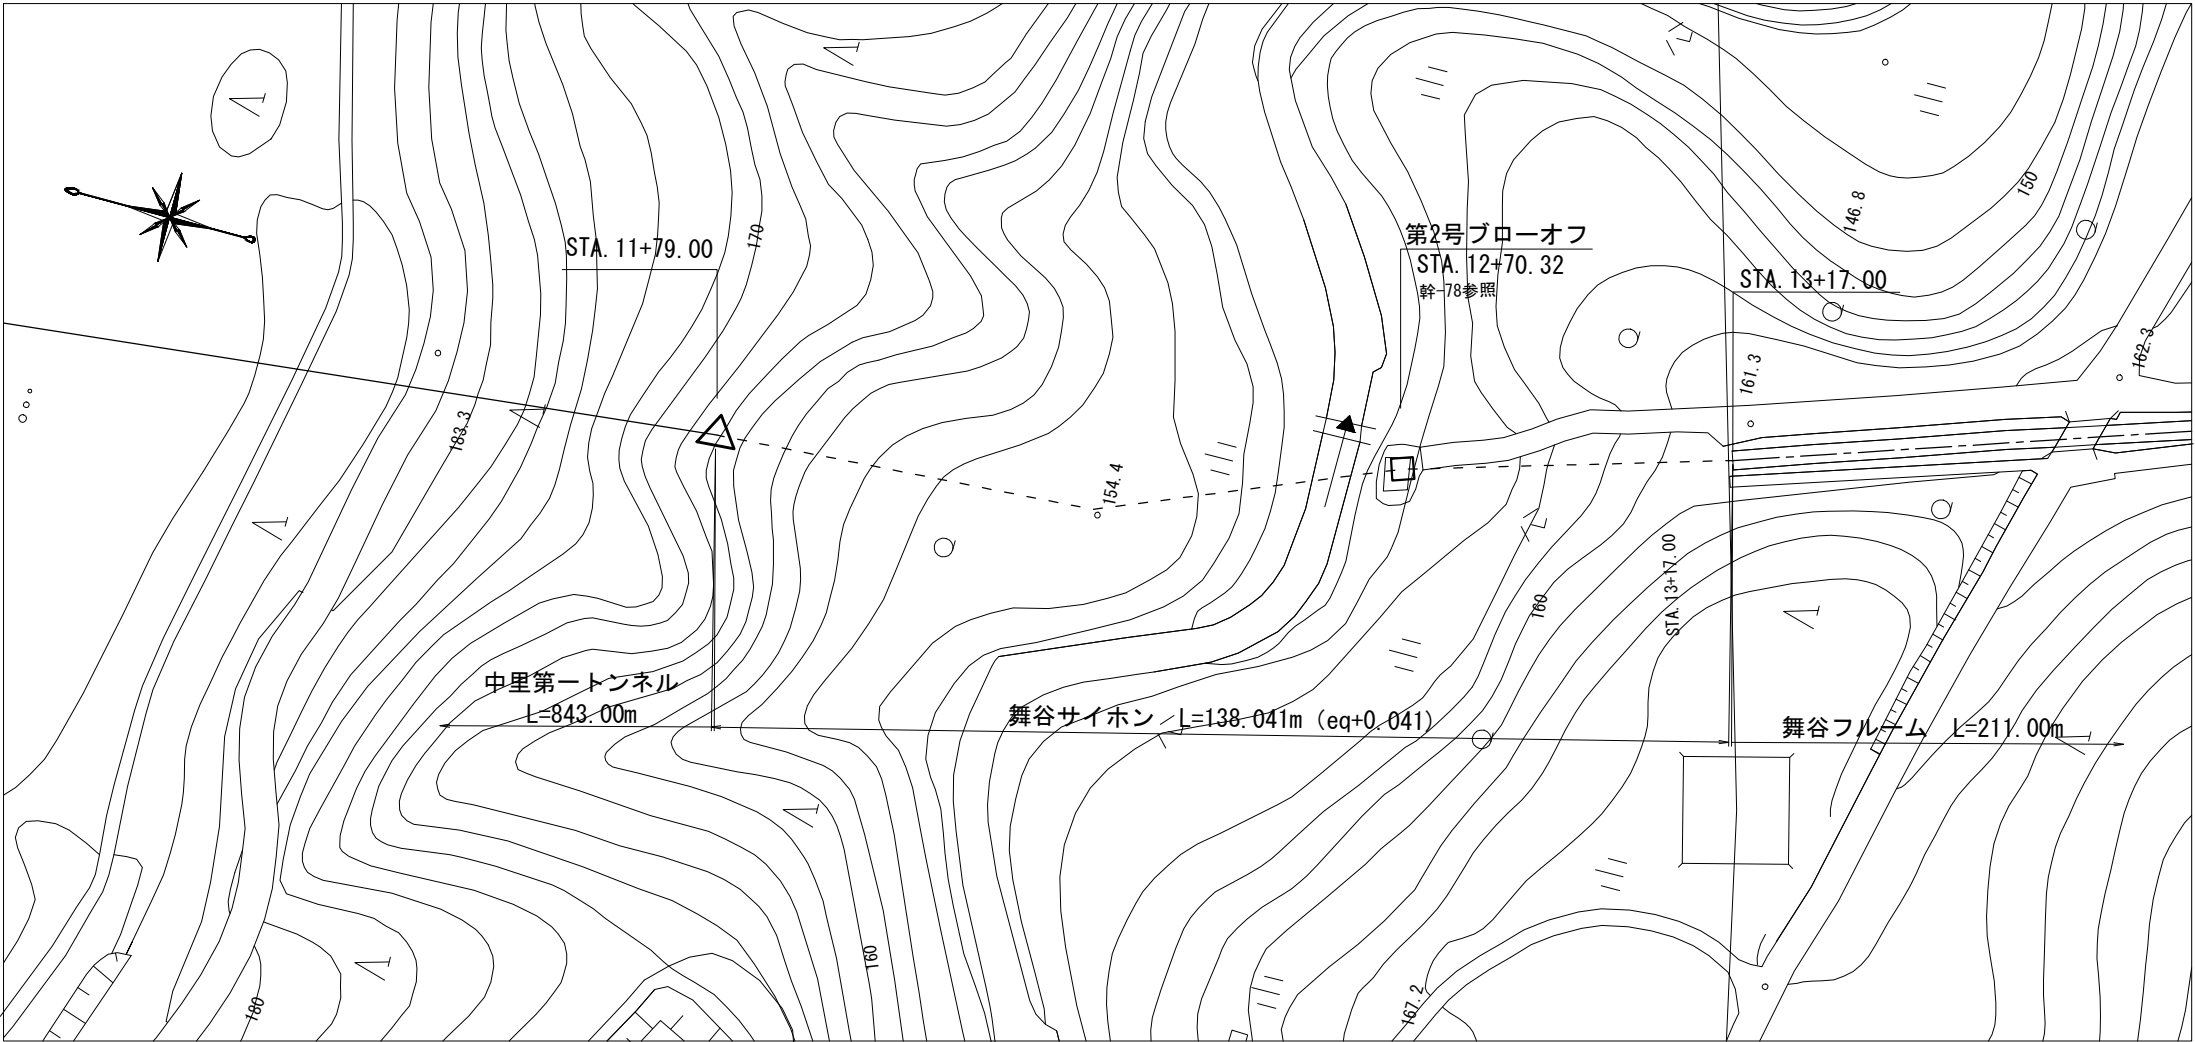 150
146.8
第2号ブローオフ
STA.12+70.32
幹-78参照
STA.11+79.00
170
STA.13+17.00
162.3
161.3
183.3
154.4
STA.13+17.00
160
中里第一トンネル
L=843.00m
舞谷サイホン L=138.041m (eq+0.041)
舞谷フルーム L=211.00m
160
180
167.2